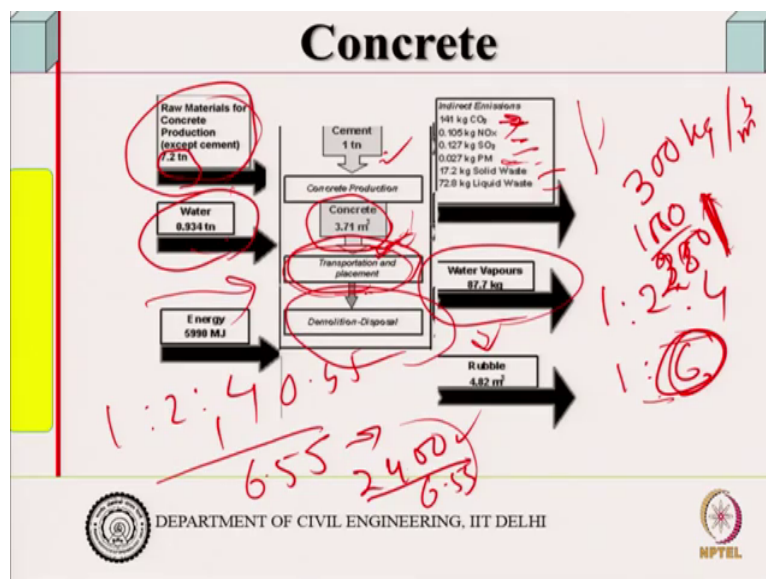 Concrete
Raw Materials for
Concrete
Production
(except cement)
7.2 tn
Water
0.934 tn
Energy
5990 MJ
Cement
1 tn
Concrete Production
Concrete
3.71 m³
Transportation and
placement
Demolition-Disposal
Indirect Emissions
141 kg CO₂
0.105 kg NOx
0.127 kg SO₂
0.027 kg PM
17.2 kg Solid Waste
72.8 kg Liquid Waste
Water Vapours
87.7 kg
Rubble
4.82 m³
300 kg/m³
1:2:4
1:6
1:2:4 0.55
6.55 → 2400
6.55
DEPARTMENT OF CIVIL ENGINEERING, IIT DELHI
NPTEL